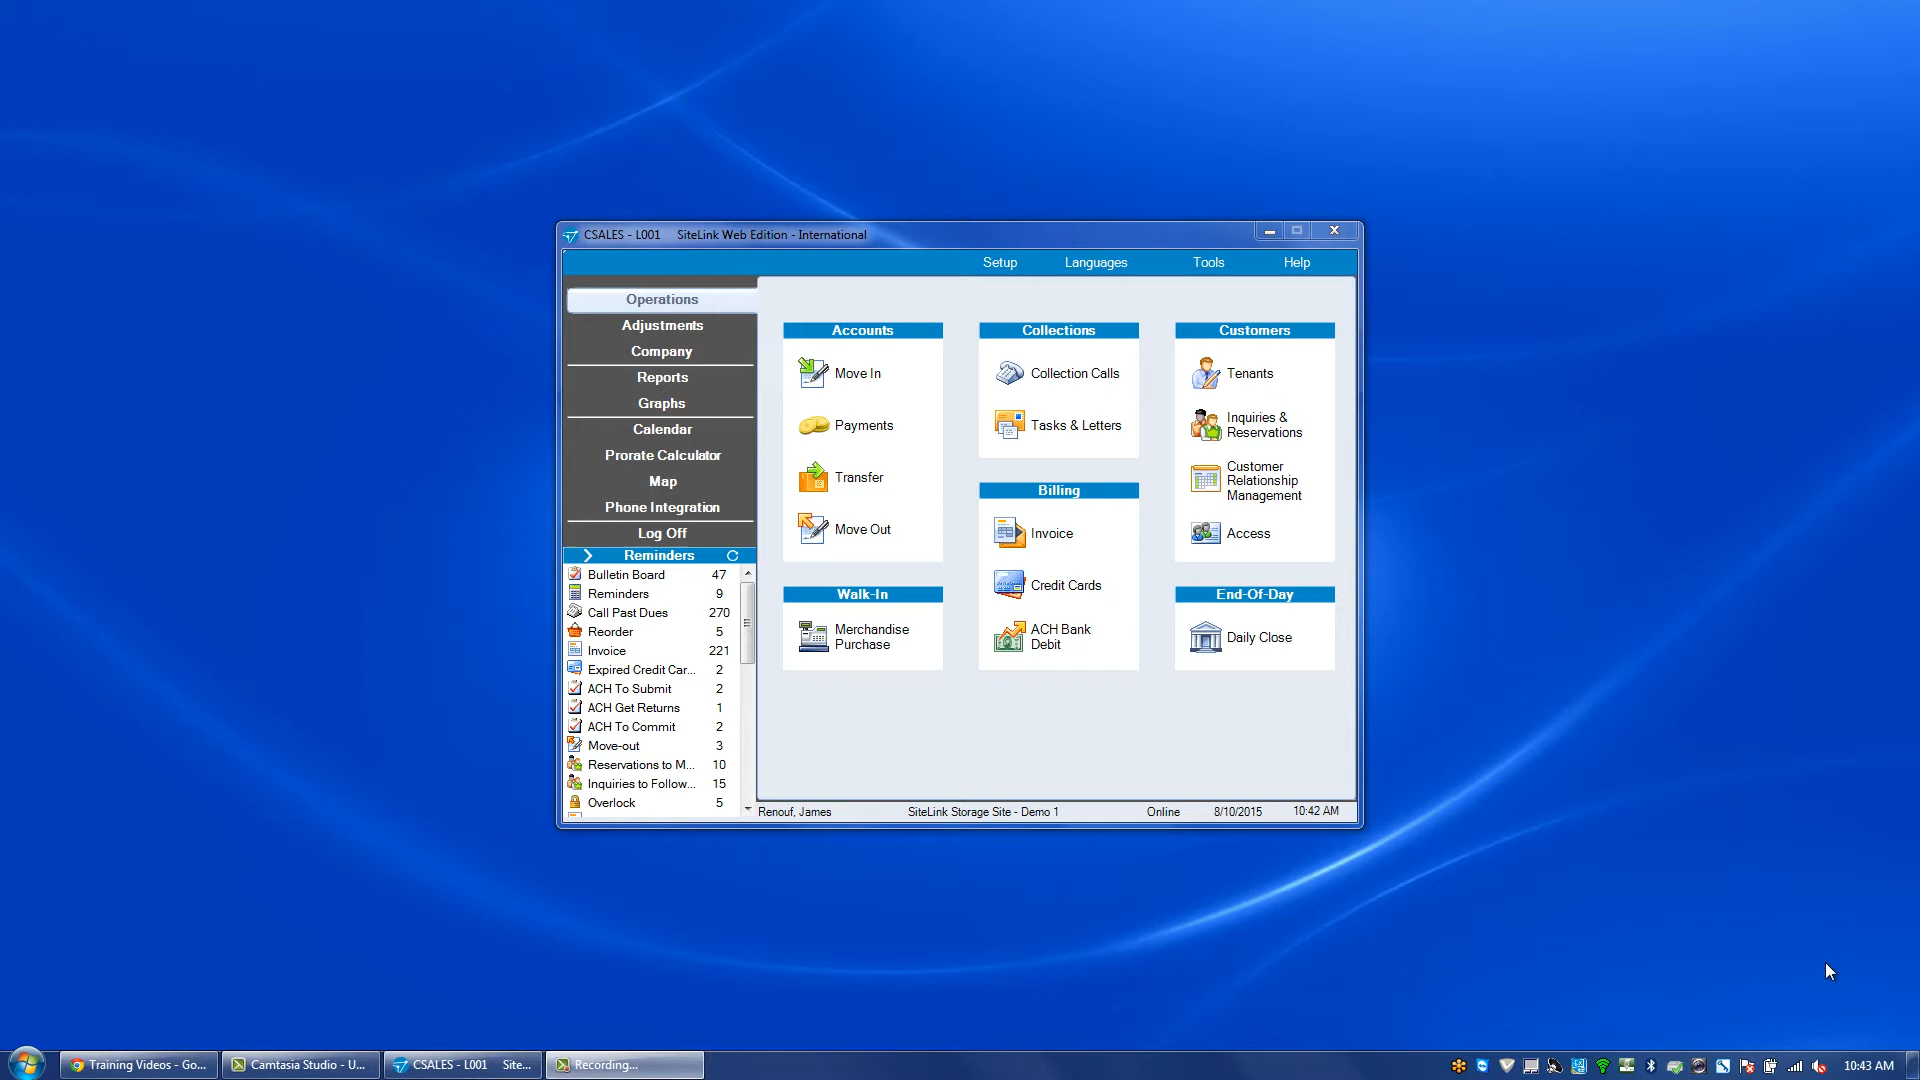 CSALES - L001 SiteLink Web Edition - International
Setup Languages Tools Help
Operations
Adjustments
Company
Reports
Graphs
Calendar
Prorate Calculator
Map
Phone Integration
Log Off
Reminders
Bulletin Board 47
Reminders 9
Call Past Dues 270
Reorder 5
Invoice 221
Expired Credit Car... 2
ACH To Submit 2
ACH Get Returns 1
ACH To Commit 2
Move-out 3
Reservations to M... 10
Inquiries to Follow... 15
Overlock 5
Accounts
Move In
Payments
Transfer
Move Out
Walk-In
Merchandise
Purchase
Collections
Collection Calls
Tasks & Letters
Billing
Invoice
Credit Cards
ACH Bank
Debit
Customers
Tenants
Inquiries &
Reservations
Customer
Relationship
Management
Access
End-Of-Day
Daily Close
Renouf, James SiteLink Storage Site - Demo 1 Online 8/10/2015 10:42 AM
Training Videos - Go... Camtasia Studio - U... CSALES - L001 Site... Recording... 10:43 AM